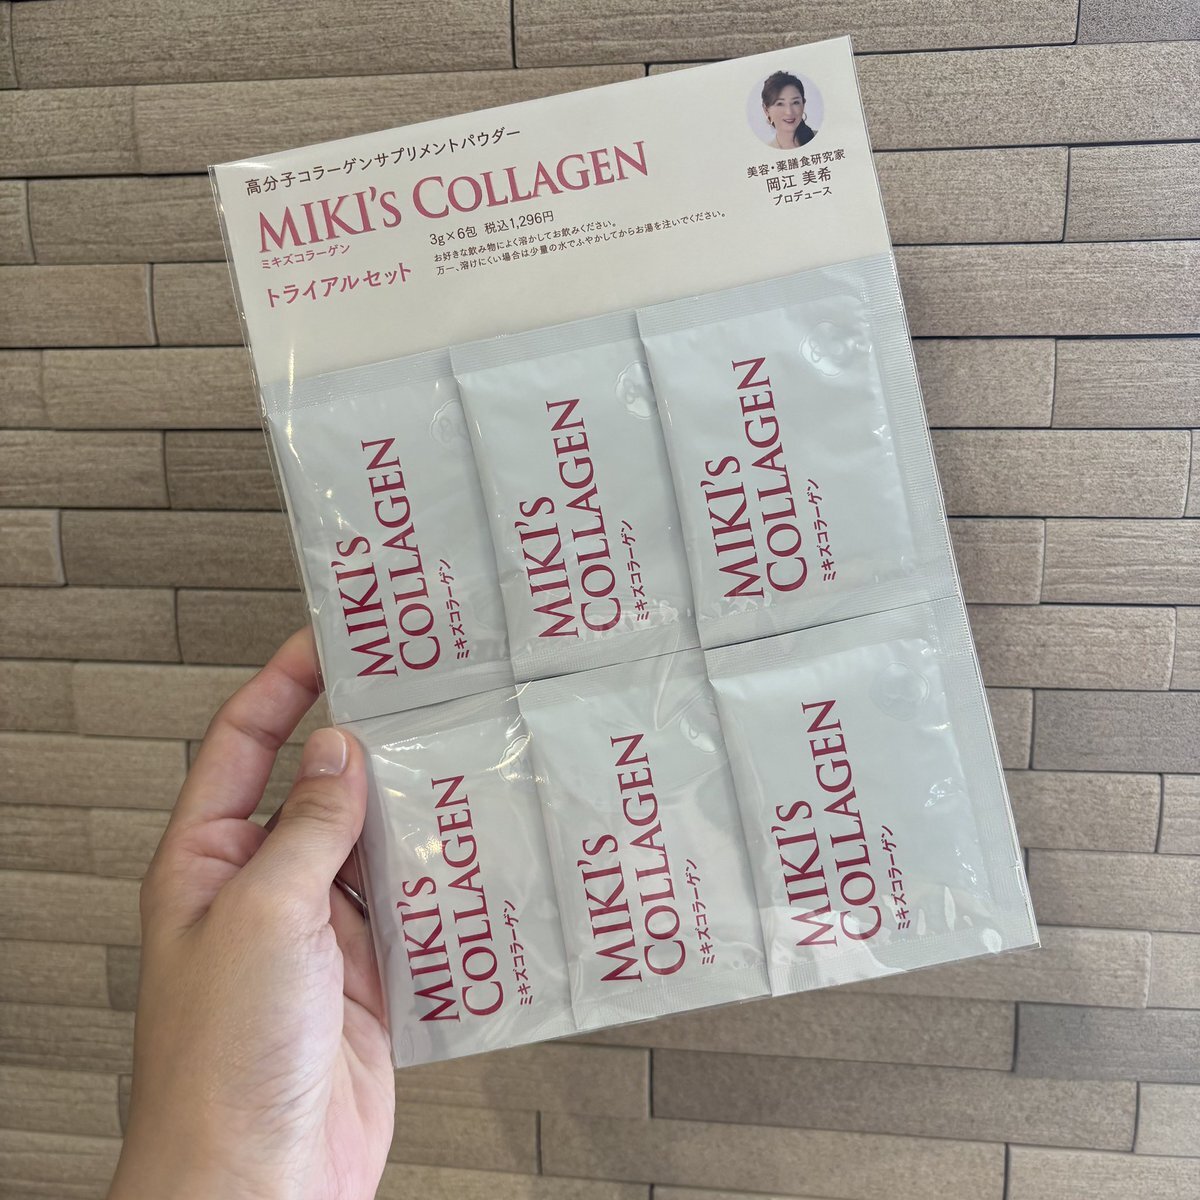 高分子コラーゲンサプリメントパウダー
MIKI's COLLAGEN
ミキズコラーゲン
トライアルセット
3g×6包 税込1,296円
お好きな飲み物によく溶かしてお飲みください。
万一、溶けにくい場合は少量の水でふやかしてからお湯を注いでください。
美容・薬膳食研究家
岡江 美希
プロデュース
MIKI's
COLLAGEN
ミキズコラーゲン
MIKI's
COLLAGEN
ミキズコラーゲン
MIKI's
COLLAGEN
ミキズコラーゲン
MIKI's
COLLAGEN
ミキズコラーゲン
MIKI's
COLLAGEN
ミキズコラーゲン
MIKI's
COLLAGEN
ミキズコラーゲン